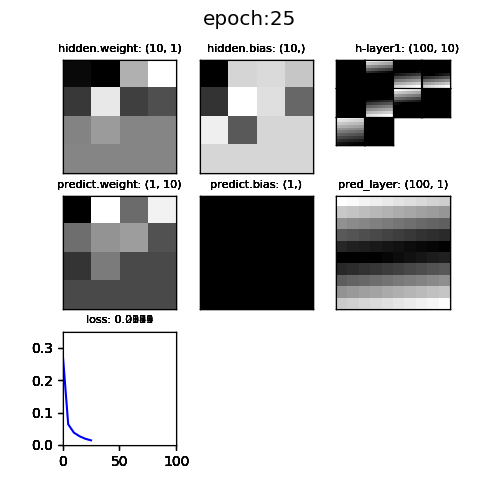 epoch:25
hidden.weight: (10, 1)
hidden.bias: (10,)
h-layer1: (100, 10)
predict.weight: (1, 10)
predict.bias: (1,)
pred_layer: (100, 1)
loss:
0.3
0.2
0.1
0.0
0
50
100